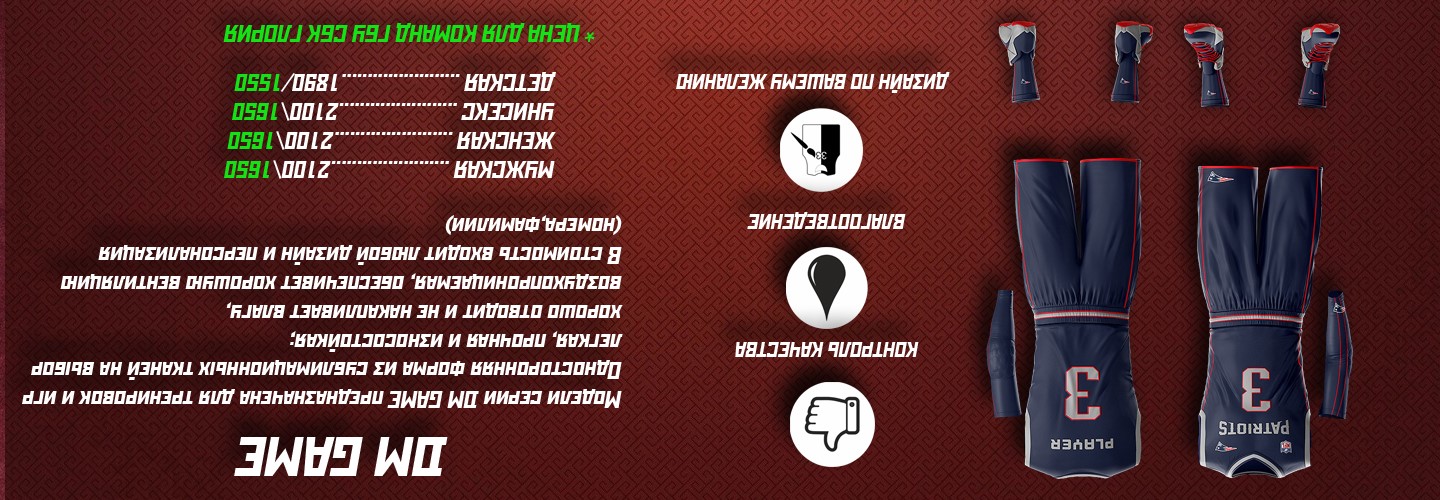 DM GAME
Модели серии DM GAME предназначена для тренировок и игр
Односторонняя форма из сублимационных тканей на выбор
легкая, прочная и износостойкая;
хорошо отводит и не накапливает влагу,
воздухопроницаемая, обеспечивет хорошую вентиляцию
В стоимость входит любой дизайн и персонализация
(номера,фамилии)
МУЖСКАЯ ......................2100\1650
ЖЕНСКАЯ ......................2100\1650
УНИСЕКС ......................2100\1650
ДЕТСКАЯ ......................1890/1550
* ЦЕНА ДЛЯ КОМАНД ГБУ СБК ГЛОРИЯ
КОНТРОЛЬ КАЧЕСТВА
ВЛАГООТВЕДЕНИЕ
33
ДИЗАЙН ПО ВАШЕМУ ЖЕЛАНИЮ
PLAYER
3
PATRIOTS
3